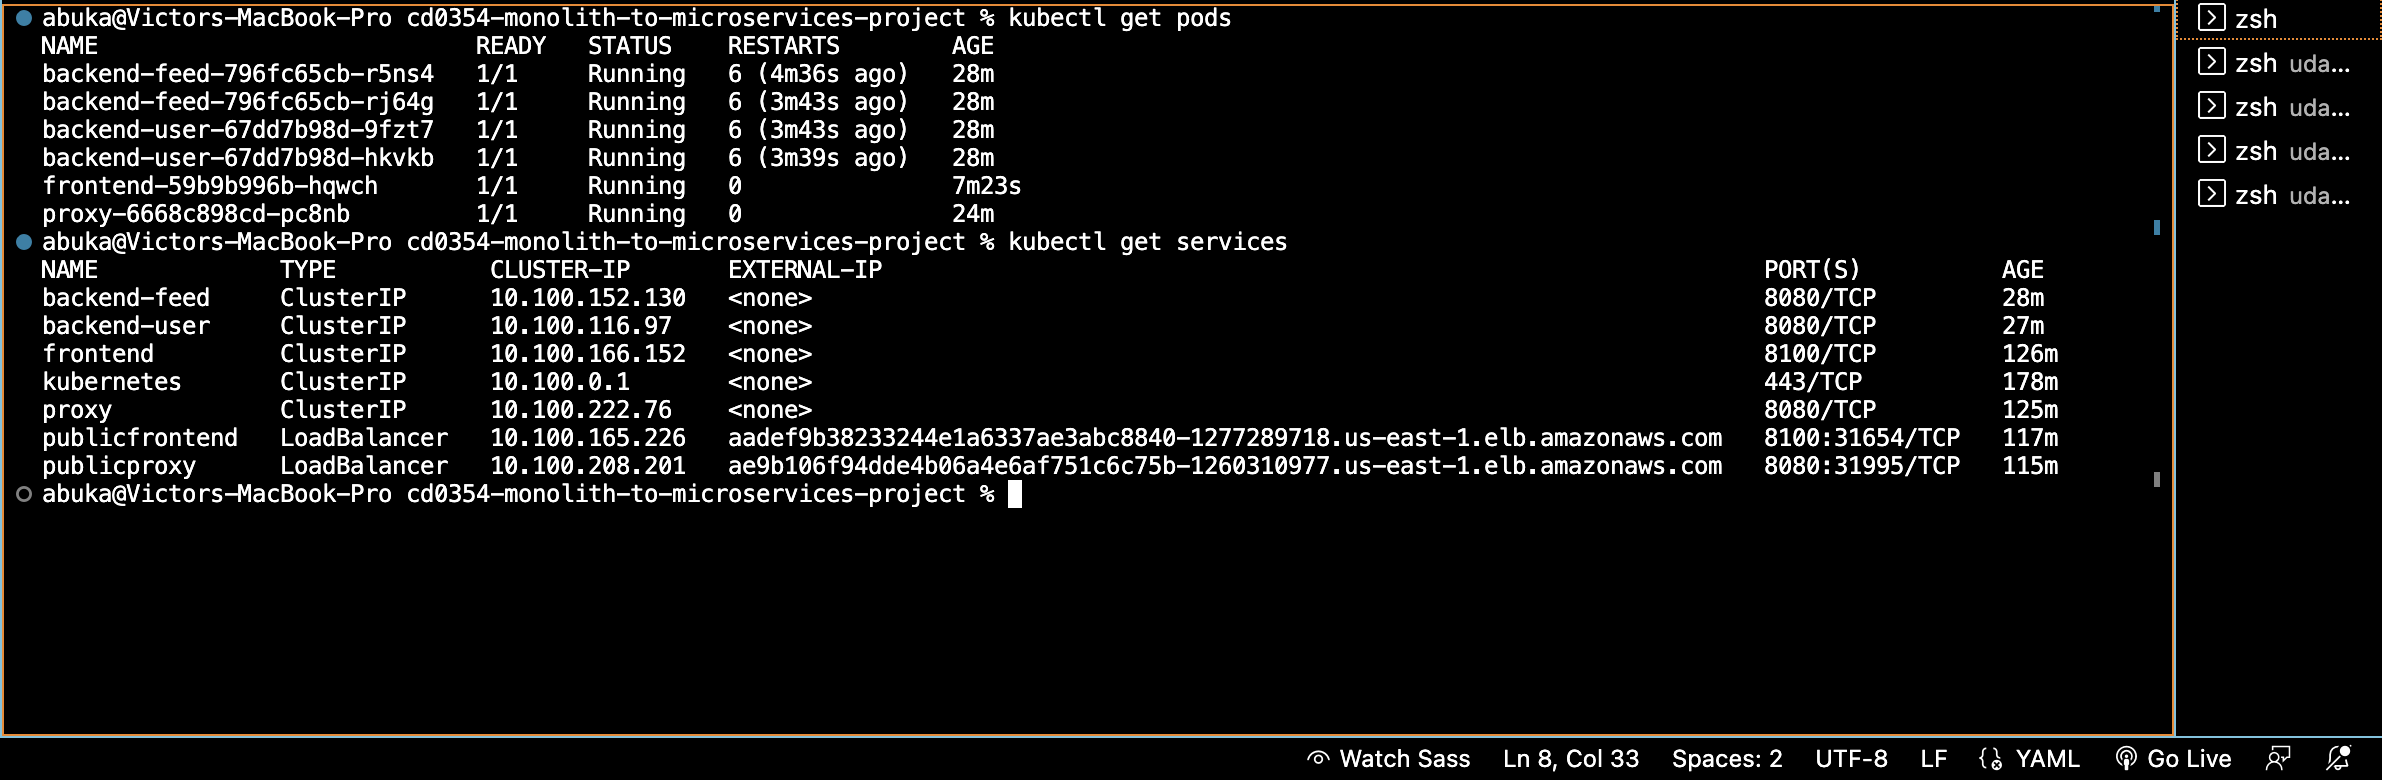 abuka@Victors-MacBook-Pro cd0354-monolith-to-microservices-project % kubectl get pods
NAME READY STATUS RESTARTS AGE
backend-feed-796fc65cb-r5ns4 1/1 Running 6 (4m36s ago) 28m
backend-feed-796fc65cb-rj64g 1/1 Running 6 (3m43s ago) 28m
backend-user-67dd7b98d-9fzt7 1/1 Running 6 (3m43s ago) 28m
backend-user-67dd7b98d-hkvkb 1/1 Running 6 (3m39s ago) 28m
frontend-59b9b996b-hqwch 1/1 Running 0 7m23s
proxy-6668c898cd-pc8nb 1/1 Running 0 24m
abuka@Victors-MacBook-Pro cd0354-monolith-to-microservices-project % kubectl get services
NAME TYPE CLUSTER-IP EXTERNAL-IP PORT(S) AGE
backend-feed ClusterIP 10.100.152.130 <none> 8080/TCP 28m
backend-user ClusterIP 10.100.116.97 <none> 8080/TCP 27m
frontend ClusterIP 10.100.166.152 <none> 8100/TCP 126m
kubernetes ClusterIP 10.100.0.1 <none> 443/TCP 178m
proxy ClusterIP 10.100.222.76 <none> 8080/TCP 125m
publicfrontend LoadBalancer 10.100.165.226 aadef9b38233244e1a6337ae3abc8840-1277289718.us-east-1.elb.amazonaws.com 8100:31654/TCP 117m
publicproxy LoadBalancer 10.100.208.201 ae9b106f94dde4b06a4e6af751c6c75b-1260310977.us-east-1.elb.amazonaws.com 8080:31995/TCP 115m
abuka@Victors-MacBook-Pro cd0354-monolith-to-microservices-project %
zsh
zsh uda...
zsh uda...
zsh uda...
zsh uda...
Watch Sass Ln 8, Col 33 Spaces: 2 UTF-8 LF YAML Go Live